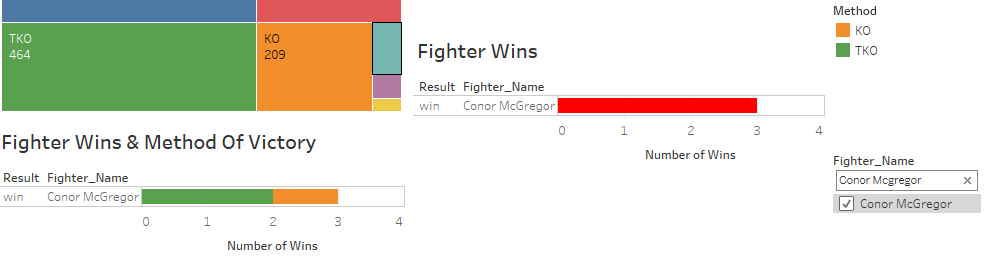 TKO
464
KO
209
Fighter Wins & Method Of Victory
Result Fighter_Name
win Conor McGregor
0 1 2 3 4
Number of Wins
Fighter Wins
Result Fighter_Name
win Conor McGregor
0 1 2 3 4
Number of Wins
Method
KO
TKO
Fighter_Name
Conor Mcgregor ×
Conor McGregor